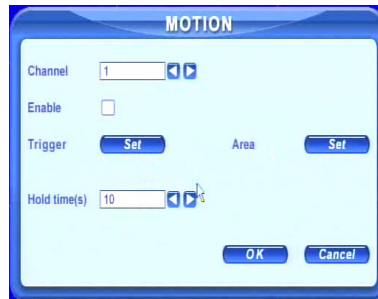 MOTION
Channel 1
Enable
Trigger Set Area Set
Hold time(s) 10
OK Cancel